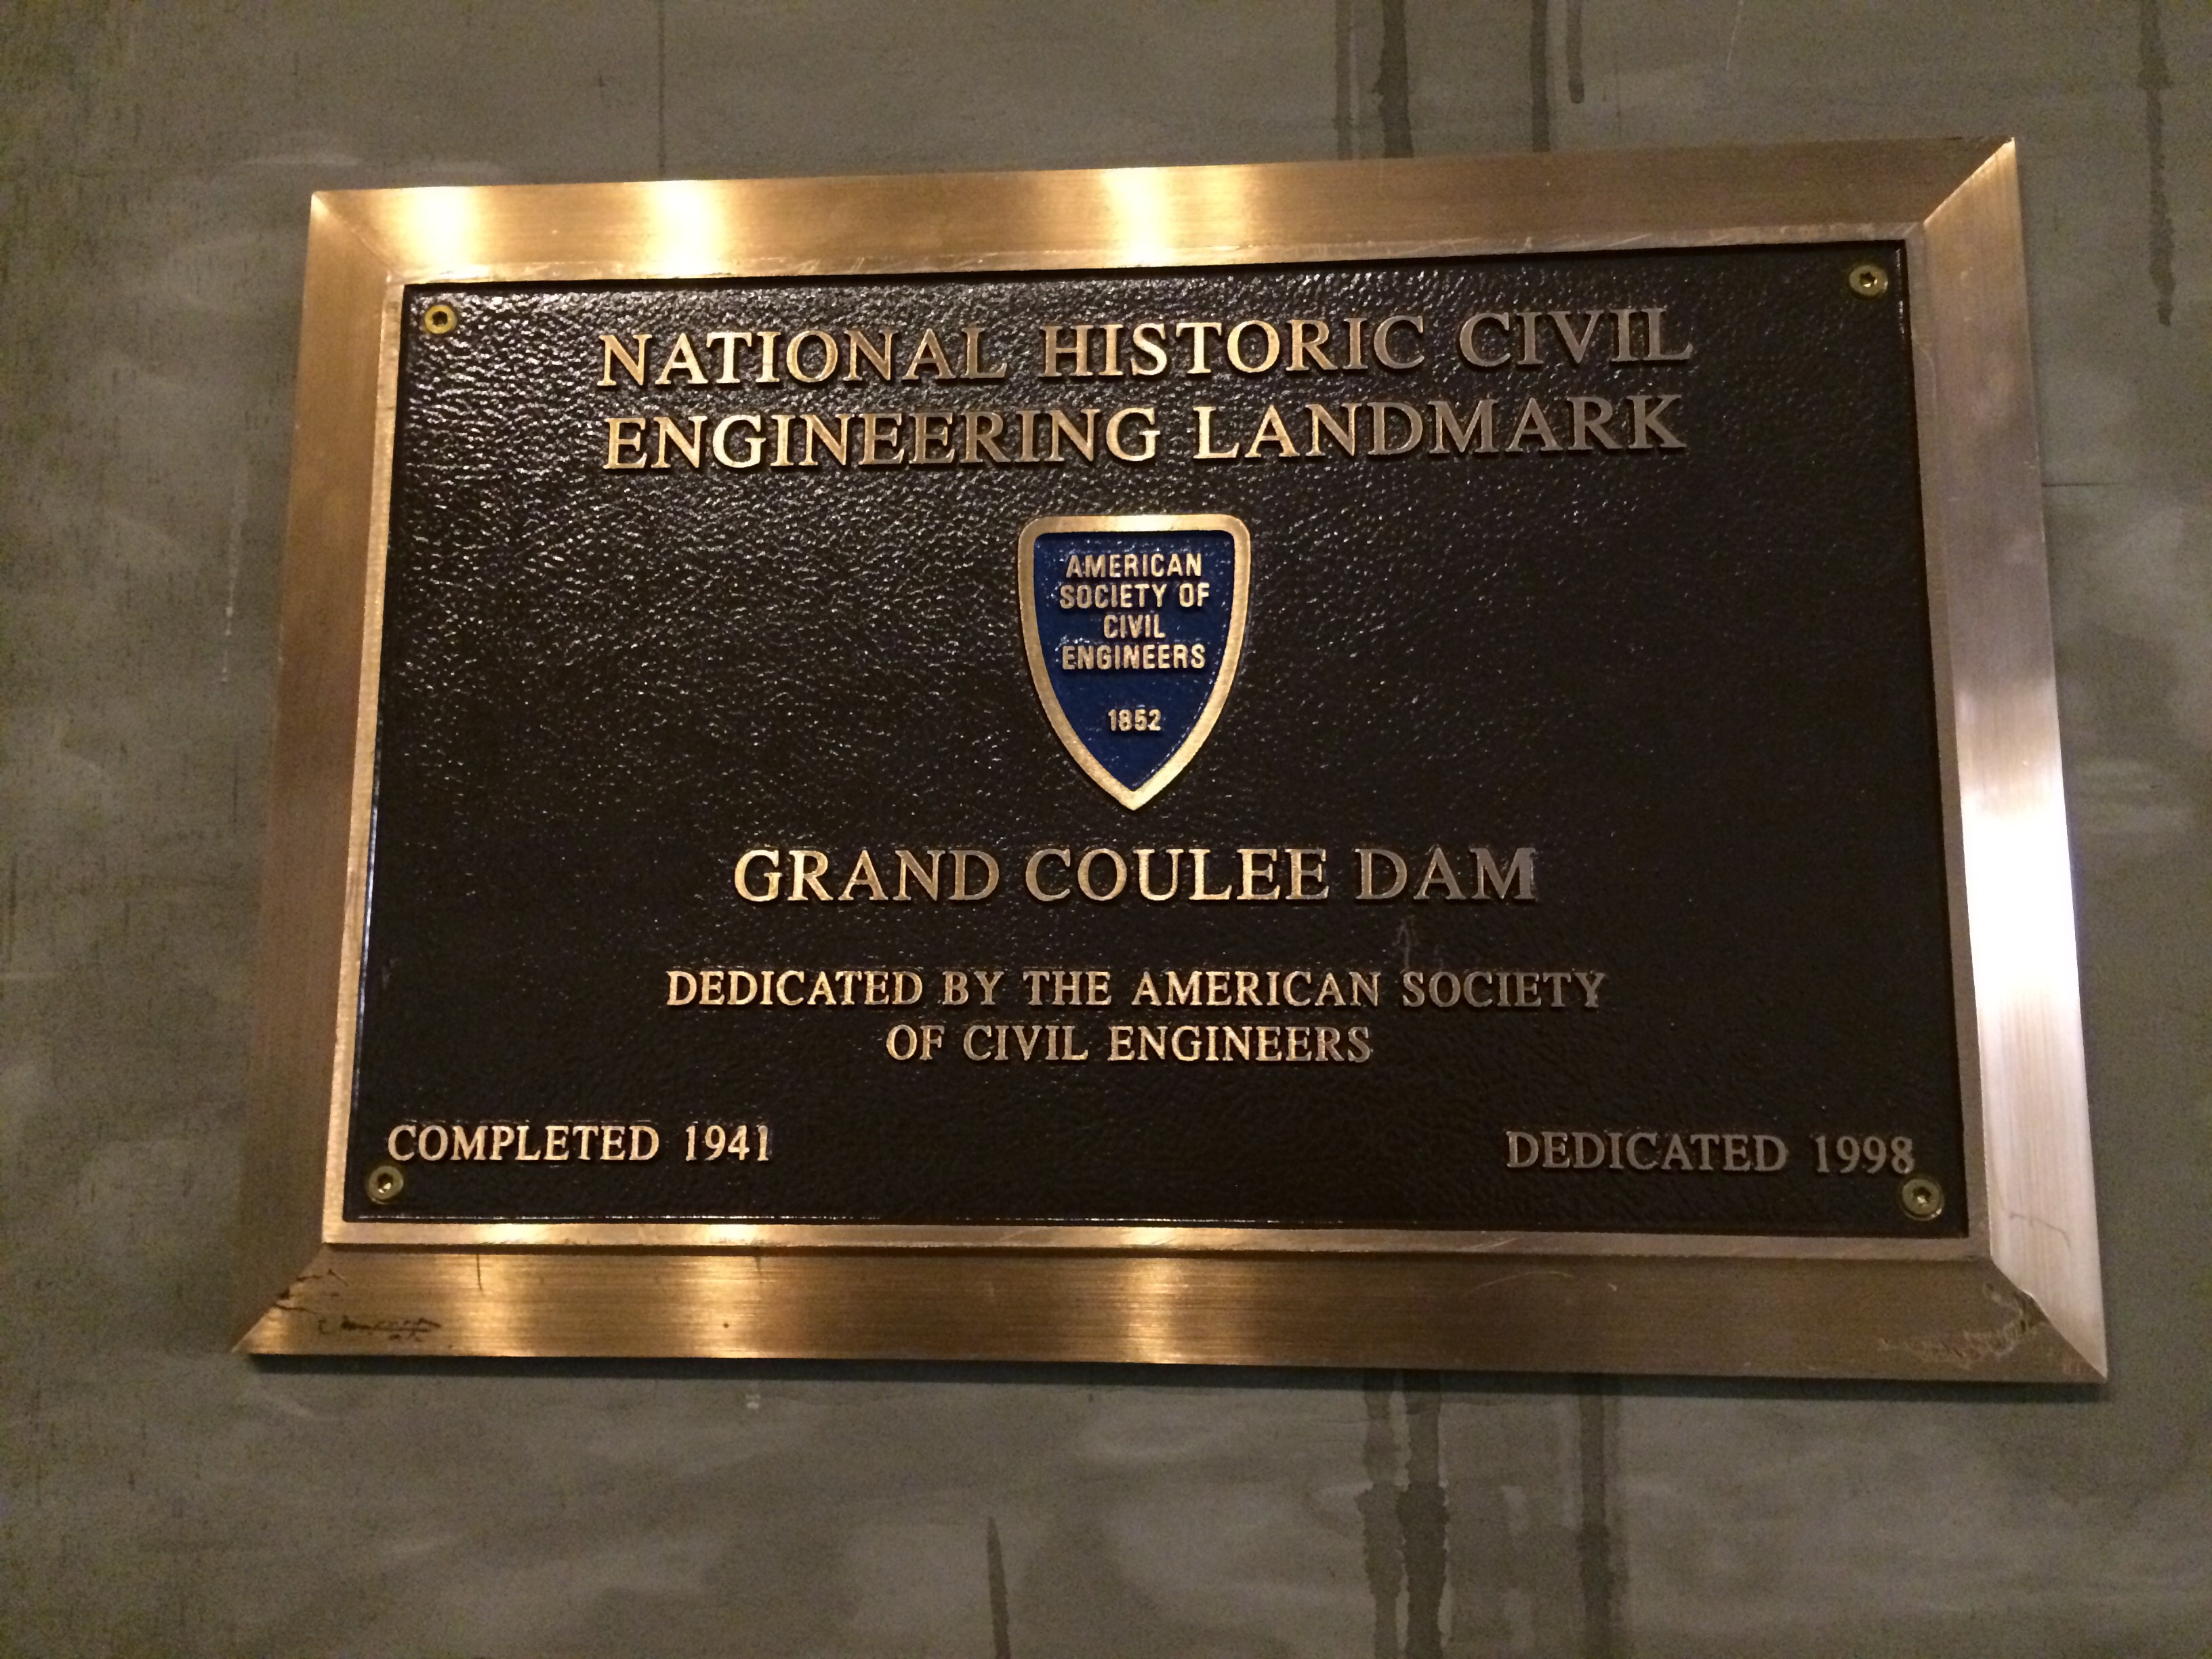 NATIONAL HISTORIC CIVIL
ENGINEERING LANDMARK
AMERICAN
SOCIETY OF
CIVIL
ENGINEERS
1852
GRAND COULEE DAM
DEDICATED BY THE AMERICAN SOCIETY
OF CIVIL ENGINEERS
COMPLETED 1941
DEDICATED 1998